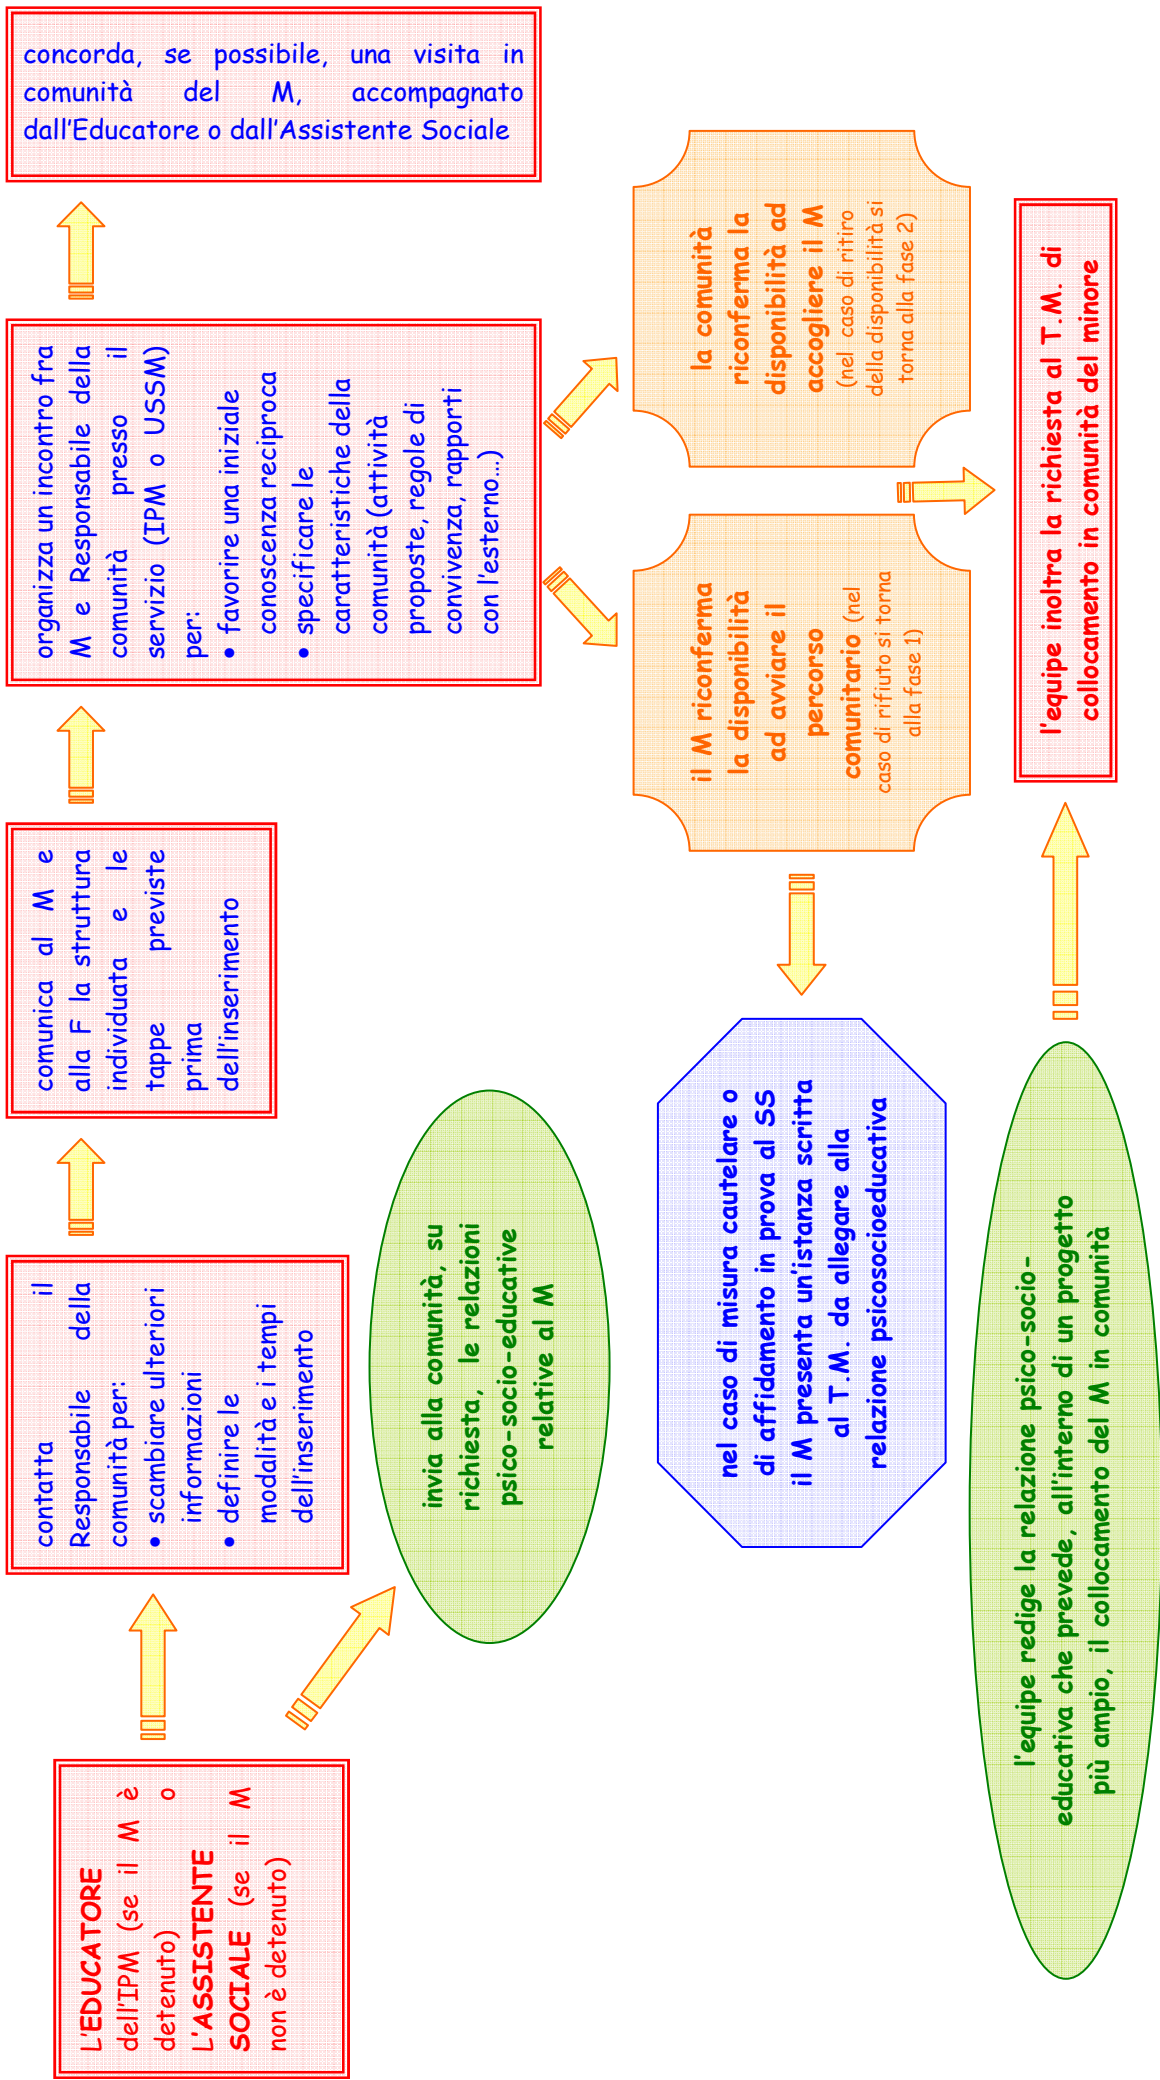 L'EDUCATORE
dell'IPM (se il M è
detenuto) o
L'ASSISTENTE
SOCIALE (se il M
non è detenuto)
contatta il
Responsabile della
comunità per:
• scambiare ulteriori
informazioni
• definire le
modalità e i tempi
dell'inserimento
comunica al M e
alla F la struttura
individuata e le
tappe previste
prima
dell'inserimento
organizza un incontro fra
M e Responsabile della
comunità presso il
servizio (IPM o USSM)
per:
• favorire una iniziale
conoscenza reciproca
• specificare le
caratteristiche della
comunità (attività
proposte, regole di
convivenza, rapporti
con l'esterno…)
concorda, se possibile, una visita in
comunità del M, accompagnato
dall'Educatore o dall'Assistente Sociale
invia alla comunità, su
richiesta, le relazioni
psico-socio-educative
relative al M
il M riconferma
la disponibilità
ad avviare il
percorso
comunitario (nel
caso di rifiuto si torna
alla fase 1)
la comunità
riconferma la
disponibilità ad
accogliere il M
(nel caso di ritiro
della disponibilità si
torna alla fase 2)
nel caso di misura cautelare o
di affidamento in prova al SS
il M presenta un'istanza scritta
al T.M. da allegare alla
relazione psicosocioeducativa
l'equipe redige la relazione psico-socio-
educativa che prevede, all'interno di un progetto
più ampio, il collocamento del M in comunità
l'equipe inoltra la richiesta al T.M. di
collocamento in comunità del minore